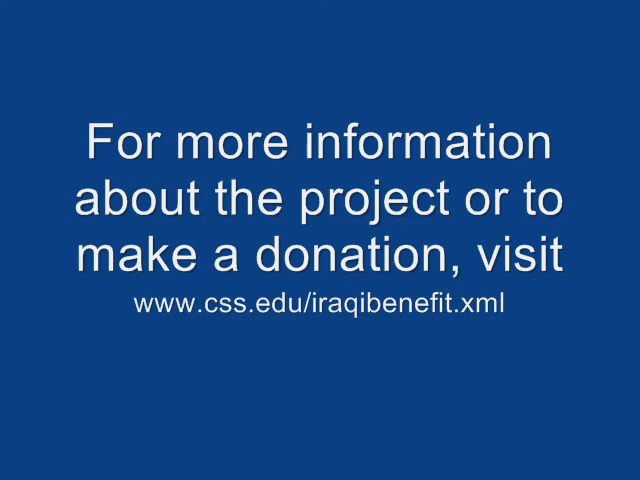 For more information
about the project or to
make a donation, visit
www.css.edu/iraqibenefit.xml